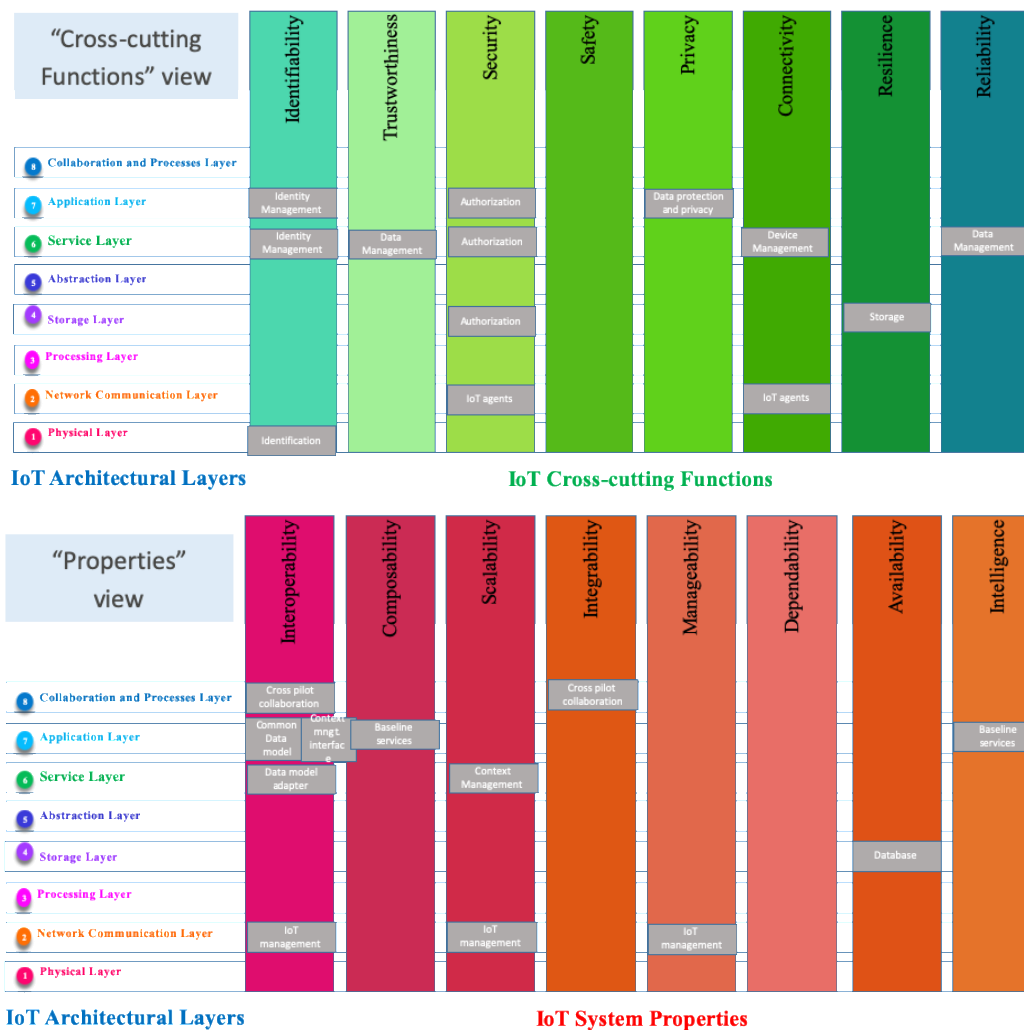 “Cross-cutting
Functions” view
Identifiability
Trustworthiness
Security
Safety
Privacy
Connectivity
Resilience
Reliability
8 Collaboration and Processes Layer
7 Application Layer
Identity
Management
Authorization
Data protection
and privacy
6 Service Layer
Identity
Management
Data
Management
Authorization
Device
Management
Data
Management
5 Abstraction Layer
4 Storage Layer
Authorization
Storage
3 Processing Layer
2 Network Communication Layer
IoT agents
IoT agents
1 Physical Layer
Identification
IoT Architectural Layers
IoT Cross-cutting Functions
“Properties”
view
Interoperability
Composability
Scalability
Integrability
Manageability
Dependability
Availability
Intelligence
8 Collaboration and Processes Layer
Cross pilot
collaboration
Cross pilot
collaboration
7 Application Layer
Common
Data
model
Context
mngt.
interfac
e
Baseline
services
Baseline
services
6 Service Layer
Data model
adapter
Context
Management
5 Abstraction Layer
4 Storage Layer
Database
3 Processing Layer
2 Network Communication Layer
IoT
management
IoT
management
IoT
management
1 Physical Layer
IoT Architectural Layers
IoT System Properties